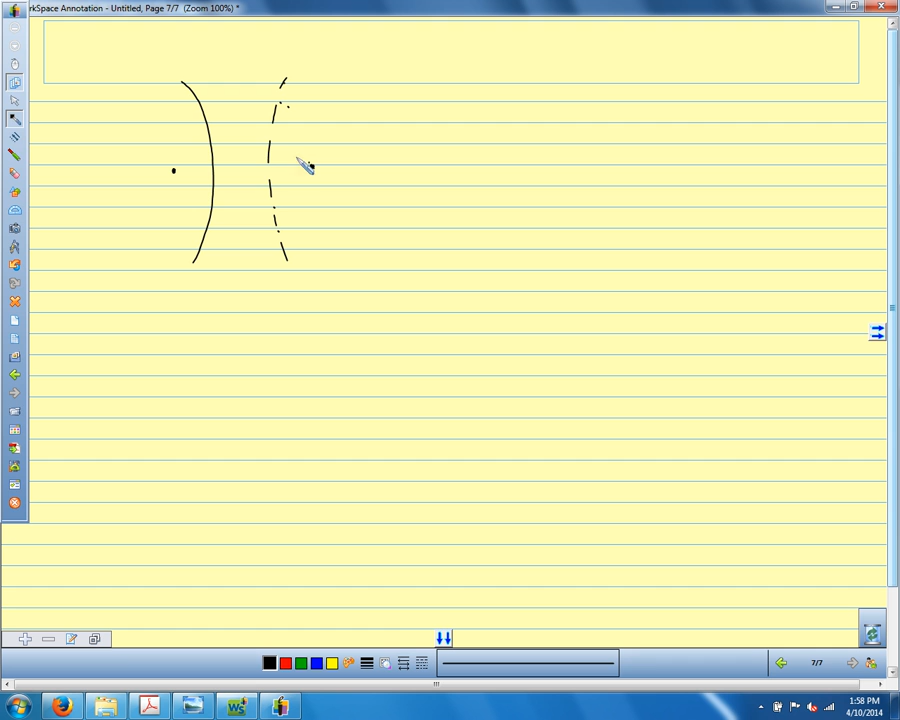 rkSpace Annotation - Untitled, Page 7/7 (Zoom 100%) *
7/7
1:58 PM
4/10/2014